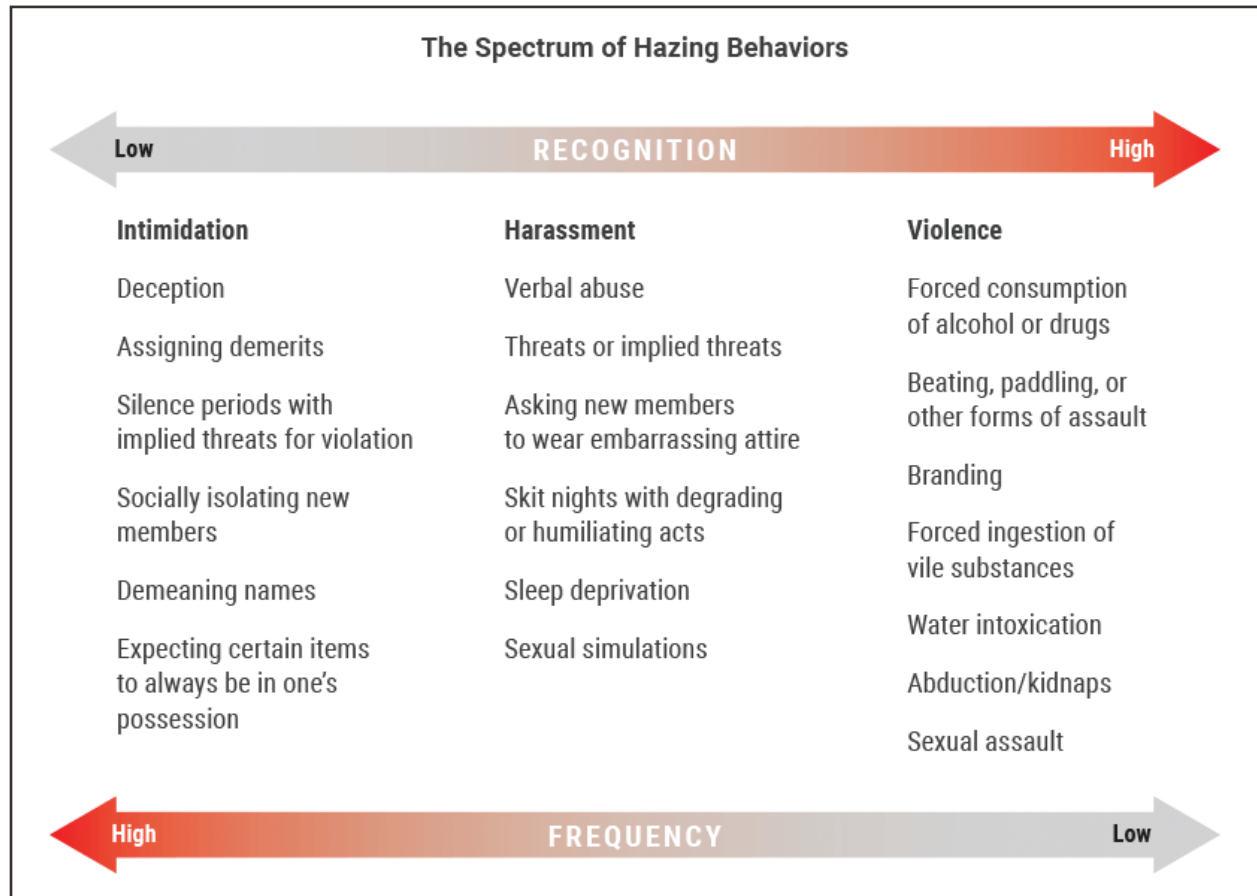 The Spectrum of Hazing Behaviors
Low RECOGNITION High
Intimidation
Deception
Assigning demerits
Silence periods with
implied threats for violation
Socially isolating new
members
Demeaning names
Expecting certain items
to always be in one's
possession
Harassment
Verbal abuse
Threats or implied threats
Asking new members
to wear embarrassing attire
Skit nights with degrading
or humiliating acts
Sleep deprivation
Sexual simulations
Violence
Forced consumption
of alcohol or drugs
Beating, paddling, or
other forms of assault
Branding
Forced ingestion of
vile substances
Water intoxication
Abduction/kidnaps
Sexual assault
High FREQUENCY Low